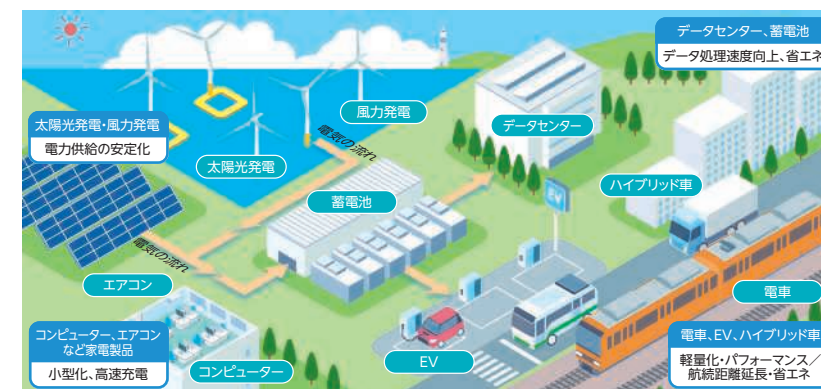 データセンター、蓄電池
データ処理速度向上、省エネ
風力発電
太陽光発電・風力発電
電力供給の安定化
電気の流れ
データセンター
太陽光発電
EV
ハイブリッド車
蓄電池
電気の流れ
エアコン
電車
コンピューター、エアコン
など家電製品
小型化、高速充電
コンピューター
EV
電車、EV、ハイブリッド車
軽量化・パフォーマンス／
航続距離延長・省エネ